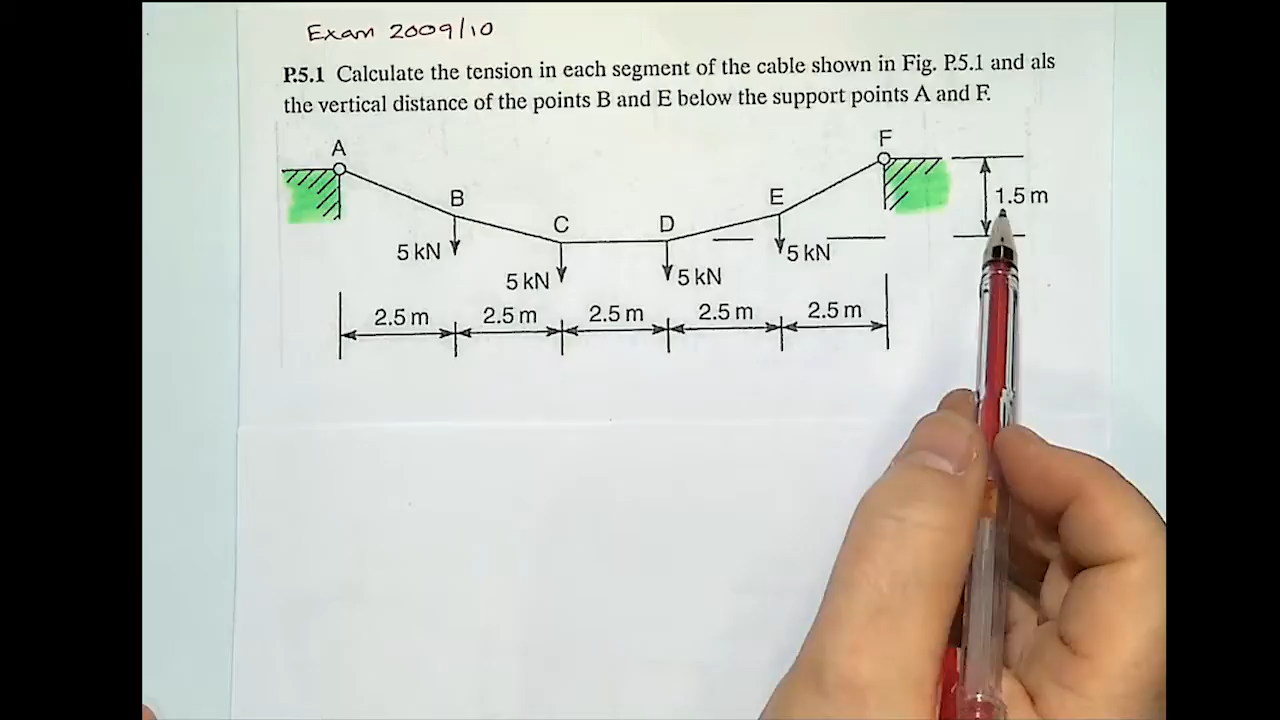 Exam 2009/10
P.5.1 Calculate the tension in each segment of the cable shown in Fig. P.5.1 and als
the vertical distance of the points B and E below the support points A and F.
A
F
B
E
C
D
1.5 m
5 kN
5 kN
5 kN
5 kN
2.5 m
2.5 m
2.5 m
2.5 m
2.5 m